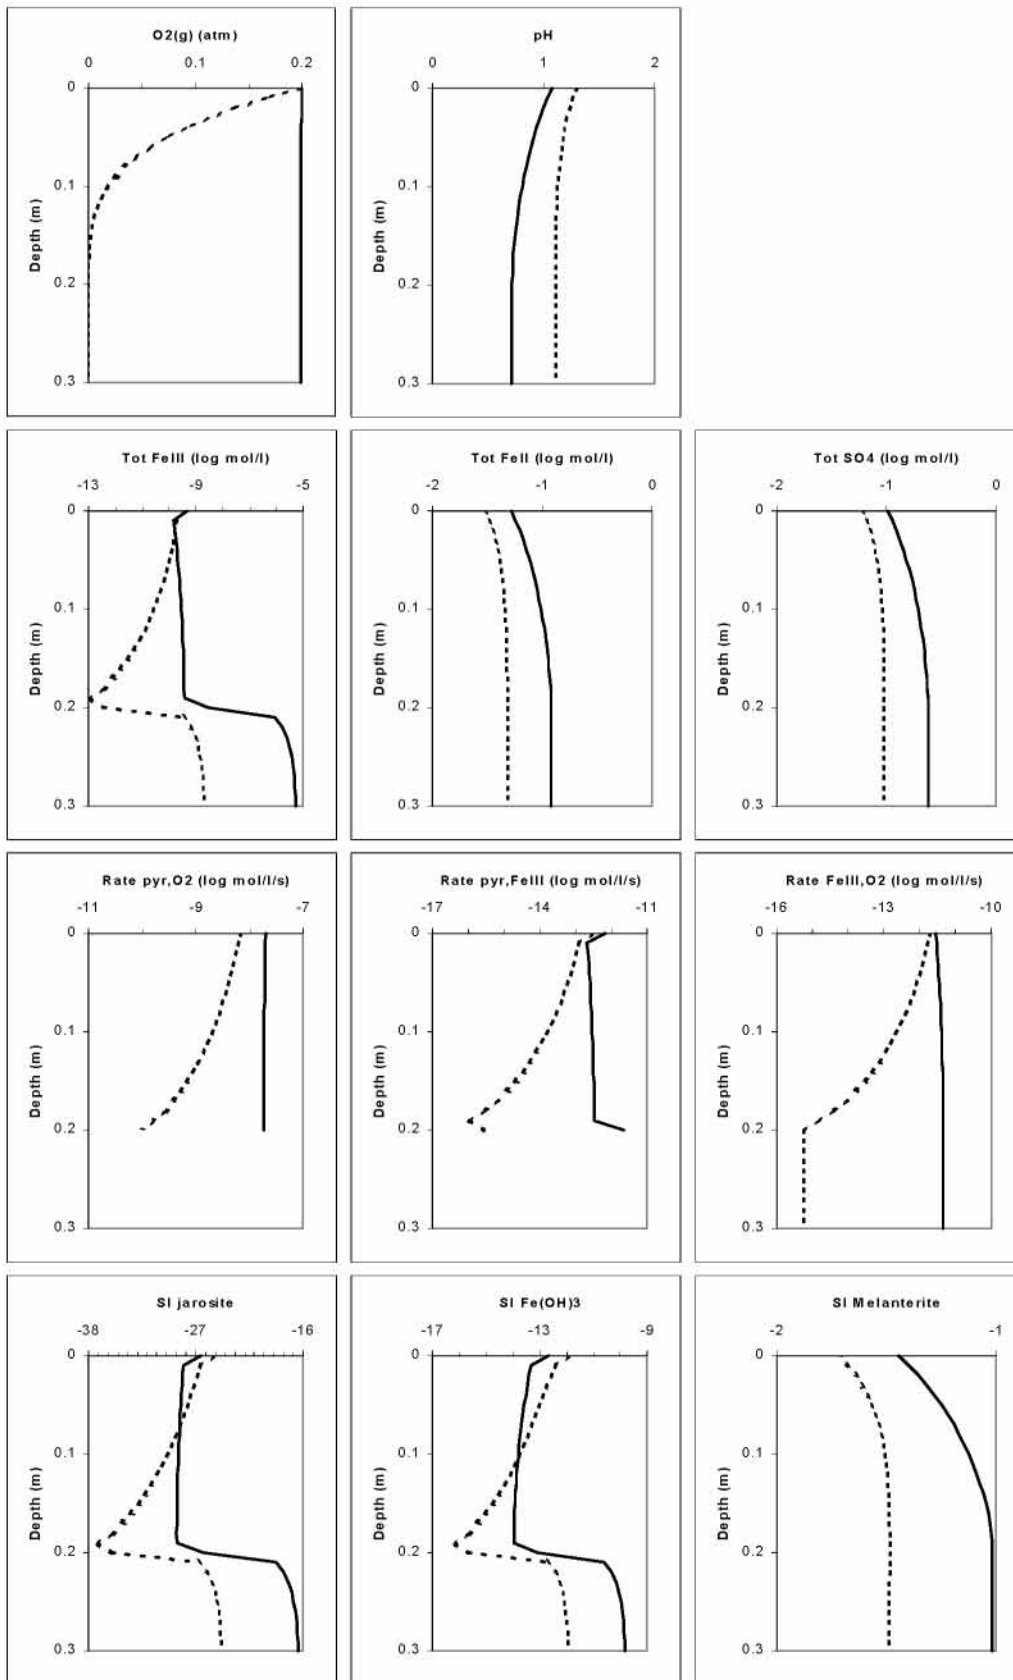 O2(g) (atm)
0 0.1 0.2
0
0.1
0.2
0.3
Depth (m)
pH
0 1 2
0
0.1
0.2
0.3
Depth (m)
Tot FeIII (log mol/l)
-13 -9 -5
0
0.1
0.2
0.3
Depth (m)
Tot FeII (log mol/l)
-2 -1 0
0
0.1
0.2
0.3
Depth (m)
Tot SO4 (log mol/l)
-2 -1 0
0
0.1
0.2
0.3
Depth (m)
Rate pyr,O2 (log mol/l/s)
-11 -9 -7
0
0.1
0.2
0.3
Depth (m)
Rate pyr,FeIII (log mol/l/s)
-17 -14 -11
0
0.1
0.2
0.3
Depth (m)
Rate FeIII,O2 (log mol/l/s)
-16 -13 -10
0
0.1
0.2
0.3
Depth (m)
SI jarosite
-38 -27 -16
0
0.1
0.2
0.3
Depth (m)
SI Fe(OH)3
-17 -13 -9
0
0.1
0.2
0.3
Depth (m)
SI Melanterite
-2 -1
0
0.1
0.2
0.3
Depth (m)